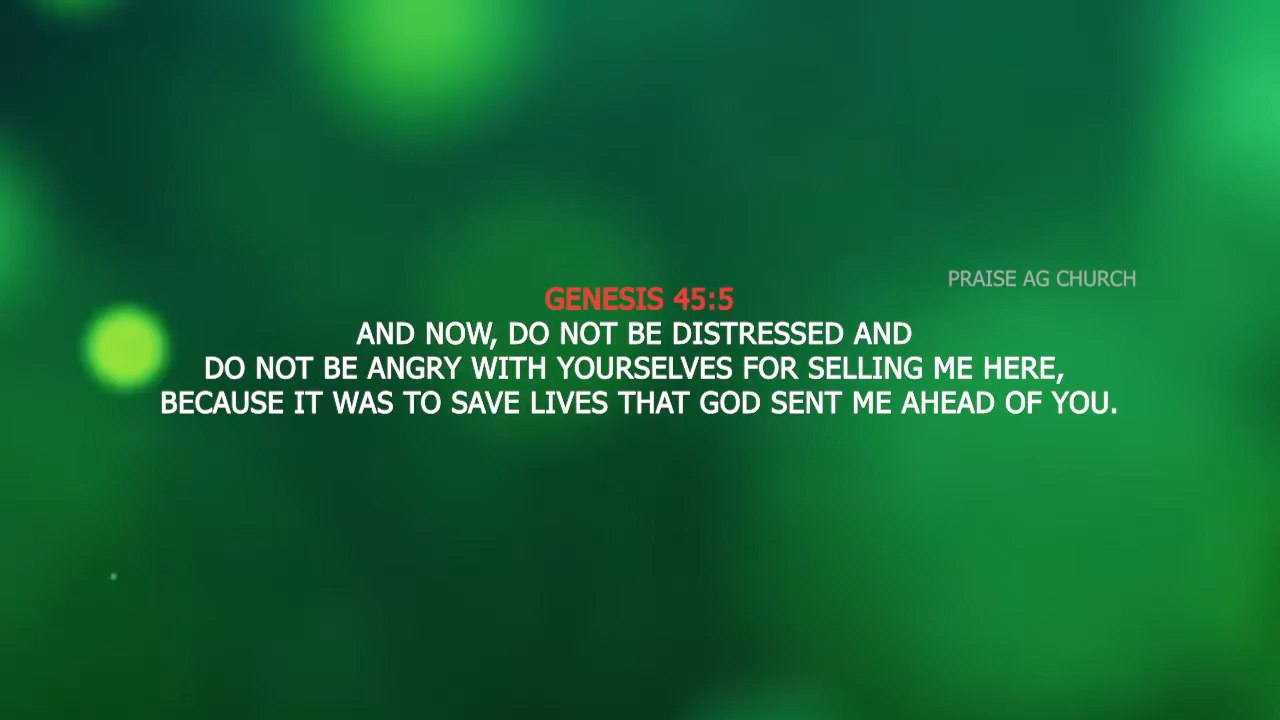 PRAISE AG CHURCH
GENESIS 45:5
AND NOW, DO NOT BE DISTRESSED AND
DO NOT BE ANGRY WITH YOURSELVES FOR SELLING ME HERE,
BECAUSE IT WAS TO SAVE LIVES THAT GOD SENT ME AHEAD OF YOU.